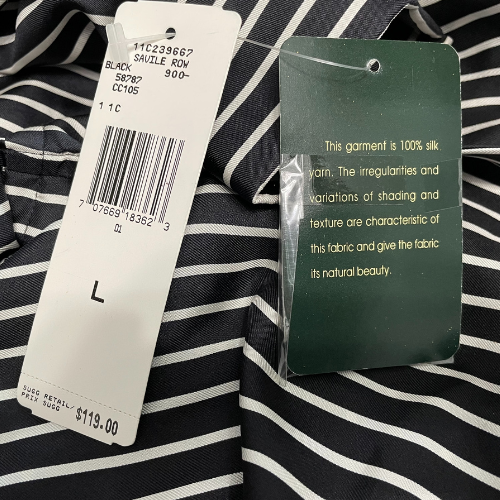 11C239667
SAVILE ROW
BLACK 900-
58787
CC105
1 1C
7 07669 18362 3
01
L
SUGG RETAIL/
PRIX SUGG $119.00
This garment is 100% silk
yarn. The irregularities and
variations of shading and
texture are characteristic of
this fabric and give the fabric
its natural beauty.